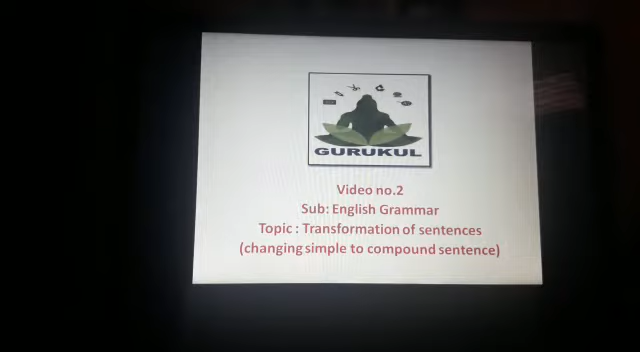 GURUKUL
Video no.2
Sub: English Grammar
Topic : Transformation of sentences
(changing simple to compound sentence)